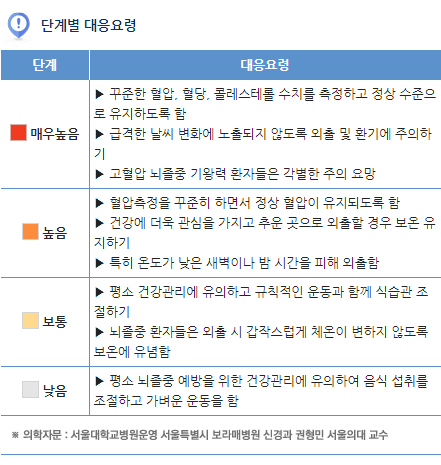 단계별 대응요령
단계
대응요령
매우높음
▶ 꾸준한 혈압, 혈당, 콜레스테롤 수치를 측정하고 정상 수준으
로 유지하도록 함
▶ 급격한 날씨 변화에 노출되지 않도록 외출 및 환기에 주의하
기
▶ 고혈압 뇌졸중 기왕력 환자들은 각별한 주의 요망
높음
▶ 혈압측정을 꾸준히 하면서 정상 혈압이 유지되도록 함
▶ 건강에 더욱 관심을 가지고 추운 곳으로 외출할 경우 보온 유
지하기
▶ 특히 온도가 낮은 새벽이나 밤 시간을 피해 외출함
보통
▶ 평소 건강관리에 유의하고 규칙적인 운동과 함께 식습관 조
절하기
▶ 뇌졸중 환자들은 외출 시 갑작스럽게 체온이 변하지 않도록
보온에 유념함
낮음
▶ 평소 뇌졸중 예방을 위한 건강관리에 유의하여 음식 섭취를
조절하고 가벼운 운동을 함
※ 의학자문 : 서울대학교병원운영 서울특별시 보라매병원 신경과 권형민 서울의대 교수